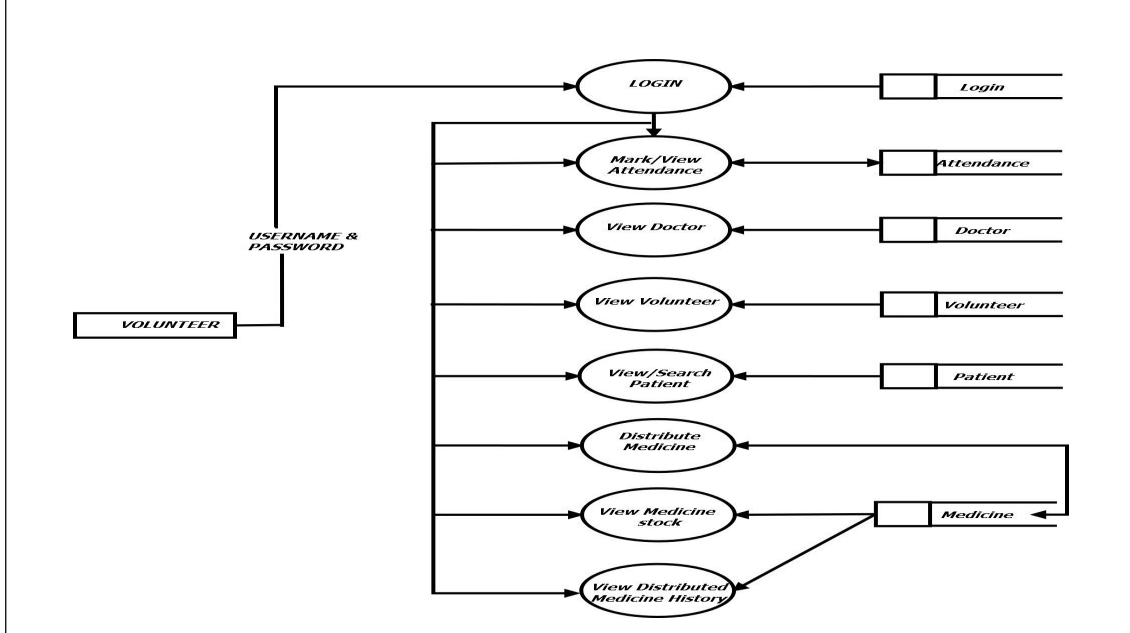 LOGIN
Login
Mark/View
Attendance
Attendance
View Doctor
Doctor
USERNAME &
PASSWORD
View Volunteer
Volunteer
VOLUNTEER
View/Search
Patient
Patient
Distribute
Medicine
View Medicine
stock
Medicine
View Distributed
Medicine History